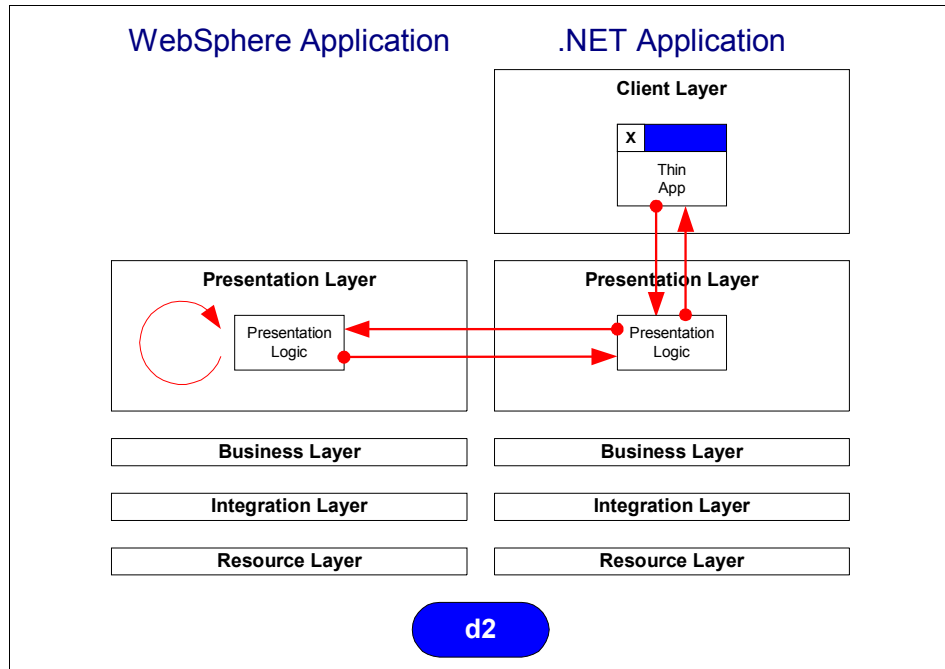 WebSphere Application
.NET Application
Client Layer
X
Thin
App
Presentation Layer
Presentation Layer
Presentation
Logic
Presentation
Logic
Business Layer
Business Layer
Integration Layer
Integration Layer
Resource Layer
Resource Layer
d2